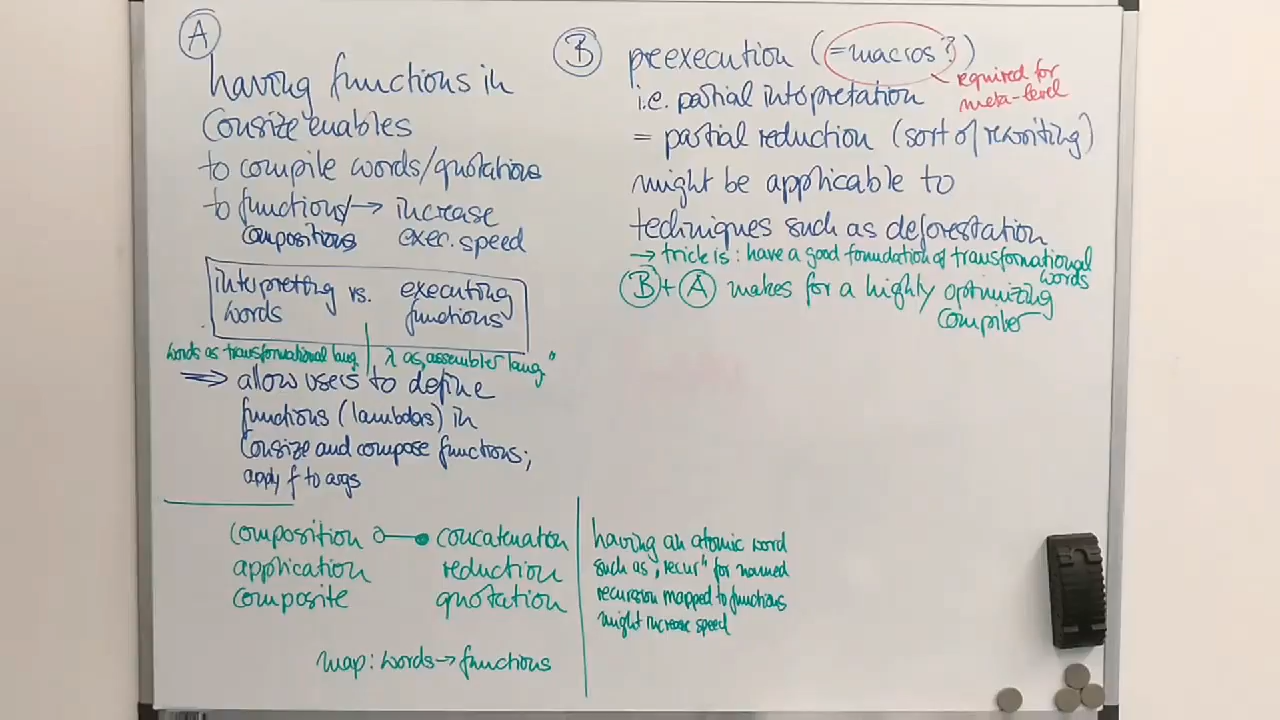 A
having functions in
Consize enables
to compile words/quotations
to functions/ → increase
compositions exec. speed
interpreting vs. executing
words functions
words as transformational lang. | λ as „assembler lang"
⇒ allow users to define
functions (lambdas) in
Consize and compose functions;
apply f to args
composition ○—● concatenation
application reduction
composite quotation
map: words → functions
having an atomic word
such as „recur" for named
recursion mapped to functions
might increase speed
B preexecution (=macros?)
required for
meta-level
i.e. partial interpretation
= partial reduction (sort of rewriting)
might be applicable to
techniques such as deforestation
→ trick is: have a good foundation of transformational
words
B + A makes for a highly optimizing
compiler